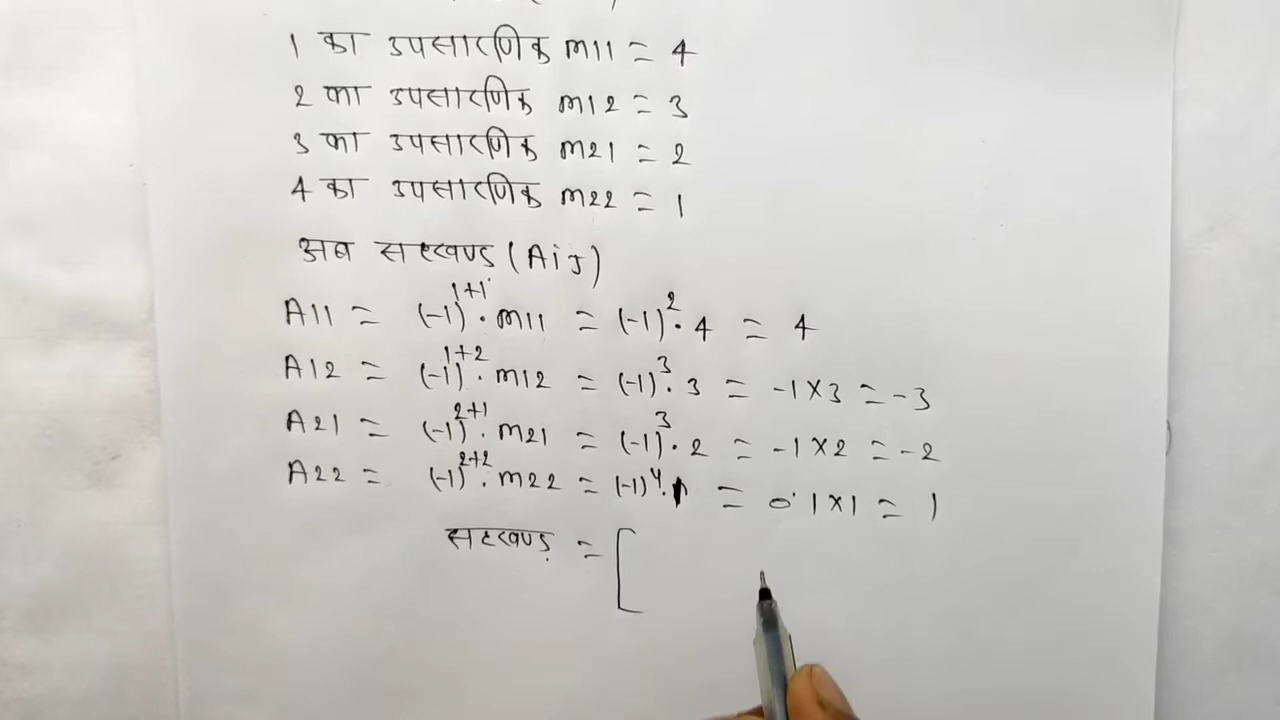 1 का उपसारणिक m11 = 4
2 का उपसारणिक m12 = 3
3 का उपसारणिक m21 = 2
4 का उपसारणिक m22 = 1
अब सहखण्ड (Aij)
A11 = (-1)^1+1 . m11 = (-1)^2 . 4 = 4
A12 = (-1)^1+2 . m12 = (-1)^3 . 3 = -1×3 = -3
A21 = (-1)^2+1 . m21 = (-1)^3 . 2 = -1×2 = -2
A22 = (-1)^2+2 . m22 = (-1)^4 . 1 = 1×1 = 1
सहखण्ड = [